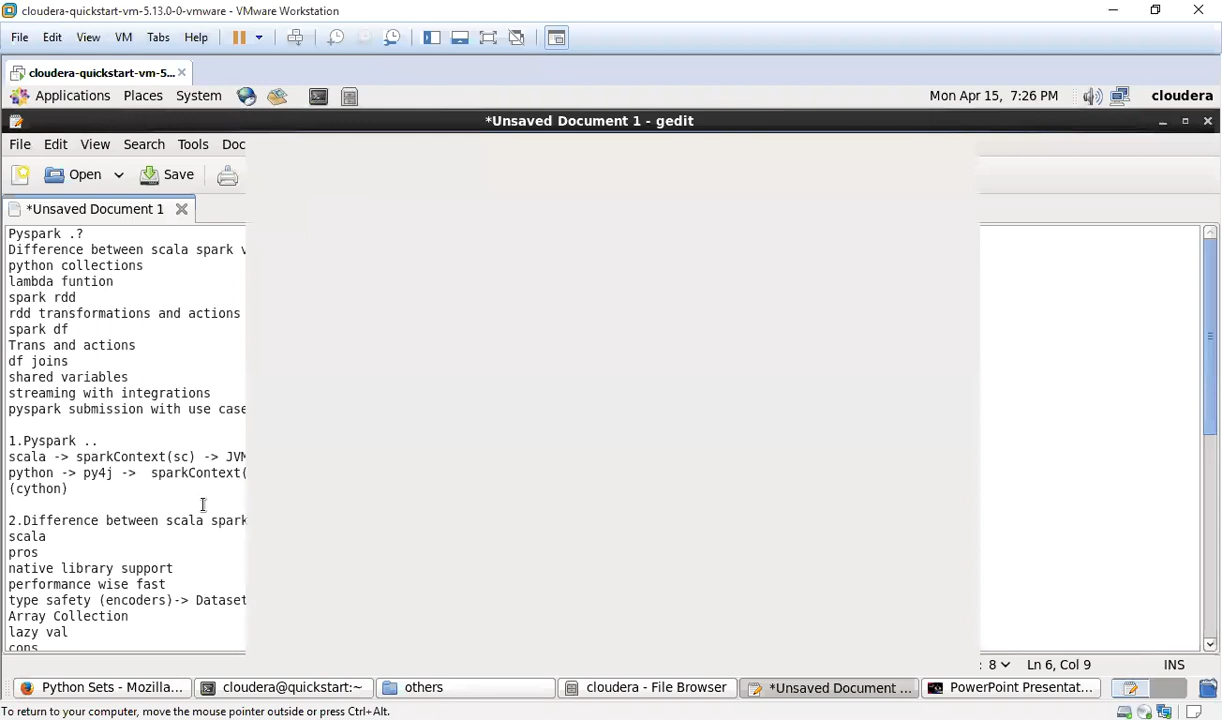 cloudera-quickstart-vm-5.13.0-0-vmware - VMware Workstation
File Edit View VM Tabs Help
cloudera-quickstart-vm-5...
Applications Places System Mon Apr 15, 7:26 PM cloudera
*Unsaved Document 1 - gedit
File Edit View Search Tools Doc
Open Save
*Unsaved Document 1
Pyspark .?
Difference between scala spark v
python collections
lambda funtion
spark rdd
rdd transformations and actions
spark df
Trans and actions
df joins
shared variables
streaming with integrations
pyspark submission with use case
1.Pyspark ..
scala -> sparkContext(sc) -> JVM
python -> py4j -> sparkContext(
(cython)
2.Difference between scala spark
scala
pros
native library support
performance wise fast
type safety (encoders)-> Dataset
Array Collection
lazy val
cons
: 8 Ln 6, Col 9 INS
Python Sets - Mozilla... cloudera@quickstart:~ others cloudera - File Browser *Unsaved Document ... PowerPoint Presentat...
To return to your computer, move the mouse pointer outside or press Ctrl+Alt.